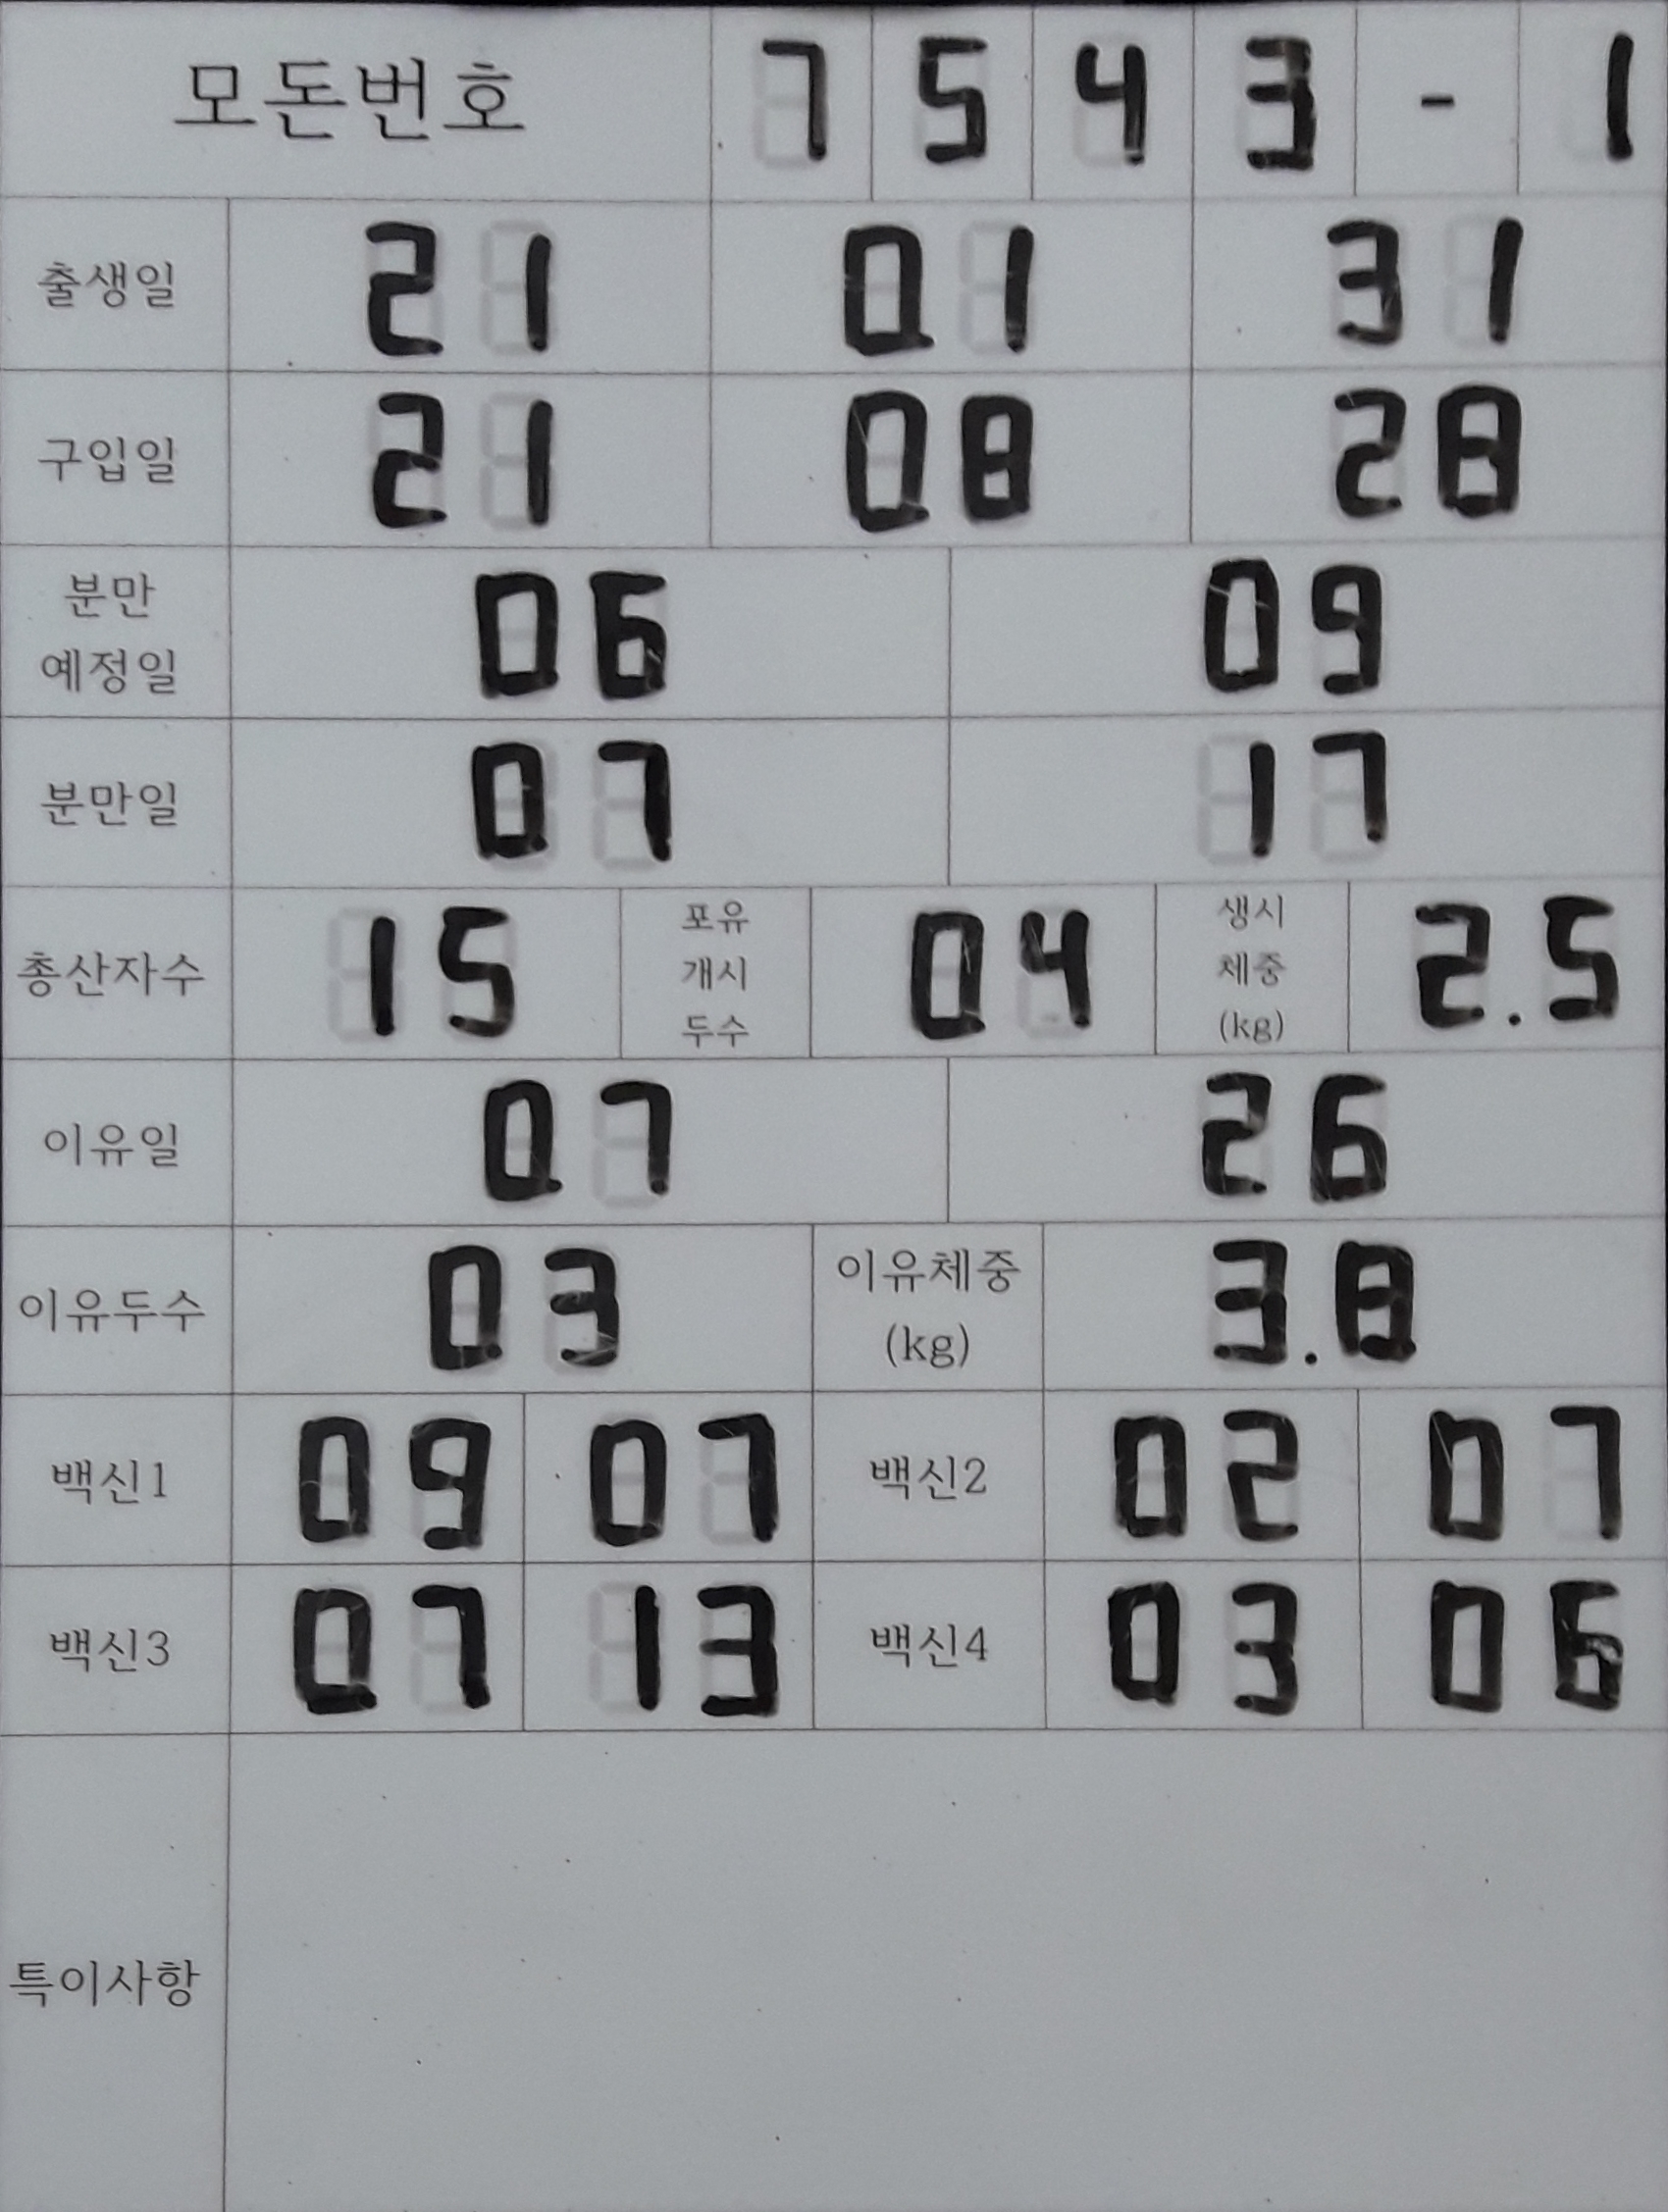 모돈번호 7 5 4 3 - 1
출생일 21 01 31
구입일 21 08 28
분만 예정일 06 09
분만일 07 17
총산자수 15 포유 개시 두수 04 생시 체중 (kg) 2.5
이유일 07 26
이유두수 03 이유체중 (kg) 3.8
백신1 09 07 백신2 02 07
백신3 07 13 백신4 03 06
특이사항